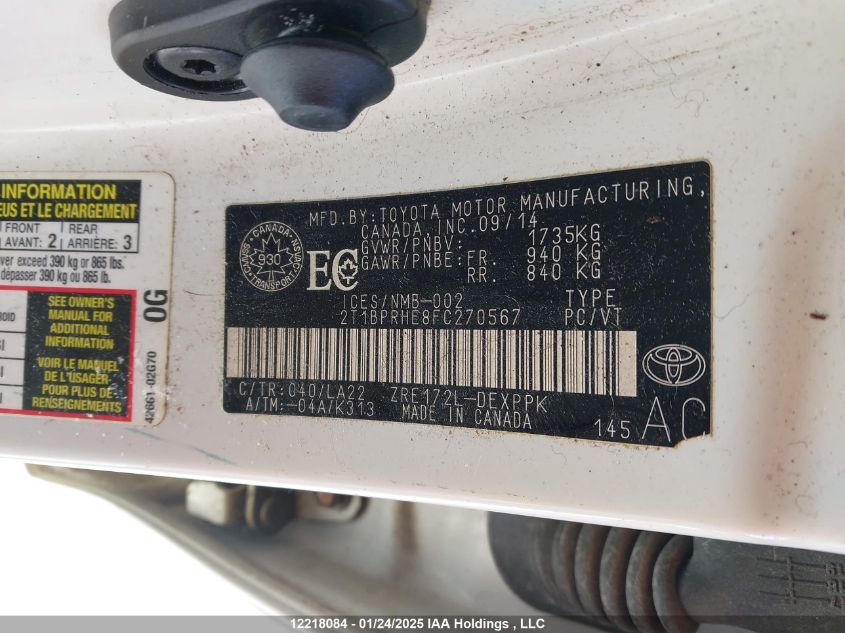 INFORMATION
EUS ET LE CHARGEMENT
FRONT REAR
AVANT: 2 ARRIÈRE: 3
ver exceed 390 kg or 865 lbs.
dépasser 390 kg ou 865 lb.
SEE OWNER'S
MANUAL FOR
ADDITIONAL
INFORMATION
VOIR LE MANUEL
DE L'USAGER
POUR PLUS DE
RENSEIGNEMENTS
0G
42661-02G70
MFD.BY:TOYOTA MOTOR MANUFACTURING,
CANADA,INC.09/14
GVWR/PNBV: 1735KG
GAWR/PNBE:FR. 940 KG
RR. 840 KG
CANADA
930
TRANSPORT
EC
ICES/NMB-002 TYPE
2T1BPRHE8FC270567 PC/VT
C/TR:040/LA22 ZRE172L-DEXPPK
A/TM:-04A/K313 MADE IN CANADA
145 AC
12218084 - 01/24/2025 IAA Holdings , LLC